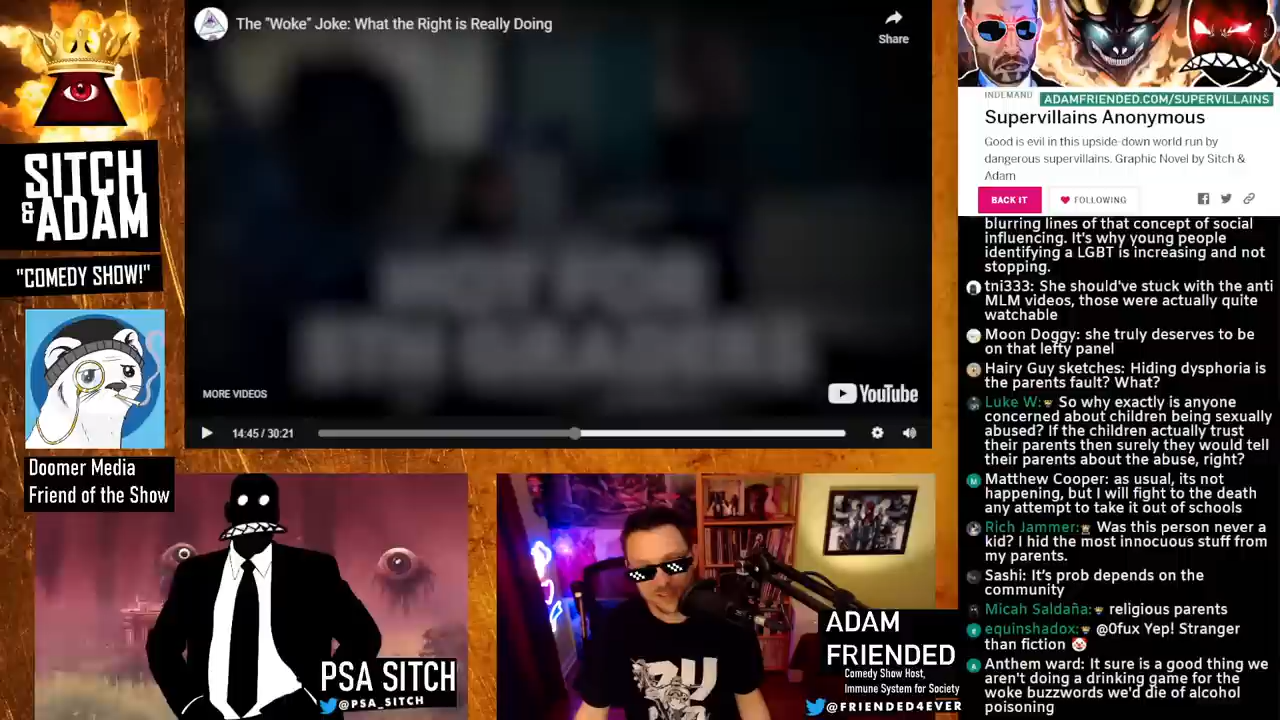 The "Woke" Joke: What the Right is Really Doing
Share
SITCH
& ADAM
"COMEDY SHOW!"
Doomer Media
Friend of the Show
MORE VIDEOS
YouTube
14:45 / 30:21
PSA SITCH
@PSA_SITCH
ADAM
FRIENDED
Comedy Show Host,
Immune System for Society
@FRIENDED4EVER
INDEMAND
ADAMFRIENDED.COM/SUPERVILLAINS
Supervillains Anonymous
Good is evil in this upside-down world run by
dangerous supervillains. Graphic Novel by Sitch &
Adam
BACK IT
FOLLOWING
blurring lines of that concept of social
influencing. It's why young people
identifying a LGBT is increasing and not
stopping.
tni333: She should've stuck with the anti
MLM videos, those were actually quite
watchable
Moon Doggy: she truly deserves to be
on that lefty panel
Hairy Guy sketches: Hiding dysphoria is
the parents fault? What?
Luke W: So why exactly is anyone
concerned about children being sexually
abused? If the children actually trust
their parents then surely they would tell
their parents about the abuse, right?
Matthew Cooper: as usual, its not
happening, but I will fight to the death
any attempt to take it out of schools
Rich Jammer: Was this person never a
kid? I hid the most innocuous stuff from
my parents.
Sashi: It's prob depends on the
community
Micah Saldaña: religious parents
equinshadox: @0fux Yep! Stranger
than fiction 🤡
Anthem ward: It sure is a good thing we
aren't doing a drinking game for the
woke buzzwords we'd die of alcohol
poisoning